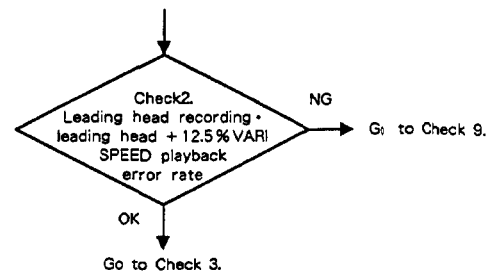 Check2.
Leading head recording ·
leading head + 12.5% VARI
SPEED playback
error rate
NG
Go to Check 9.
OK
Go to Check 3.